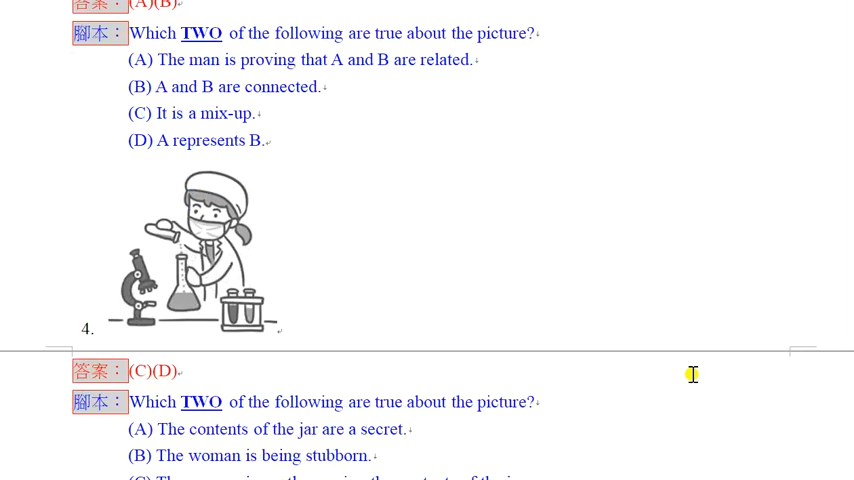 答案：(A)(B)
腳本：Which TWO of the following are true about the picture?
(A) The man is proving that A and B are related.
(B) A and B are connected.
(C) It is a mix-up.
(D) A represents B.
4.
答案：(C)(D)
腳本：Which TWO of the following are true about the picture?
(A) The contents of the jar are a secret.
(B) The woman is being stubborn.